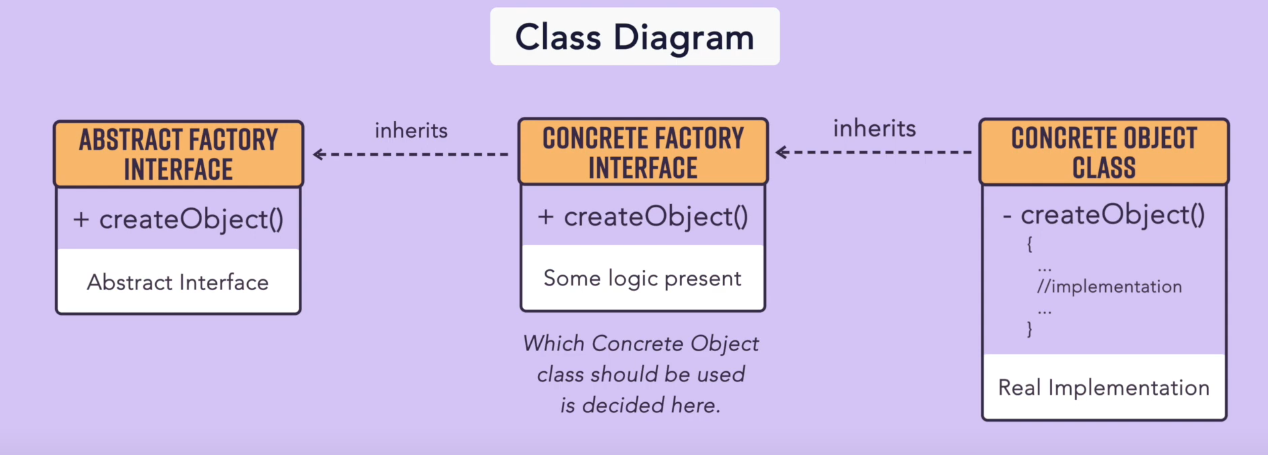 Class Diagram
ABSTRACT FACTORY
INTERFACE
+ createObject()
Abstract Interface
inherits
CONCRETE FACTORY
INTERFACE
+ createObject()
Some logic present
Which Concrete Object
class should be used
is decided here.
inherits
CONCRETE OBJECT
CLASS
- createObject()
{
...
//implementation
...
}
Real Implementation